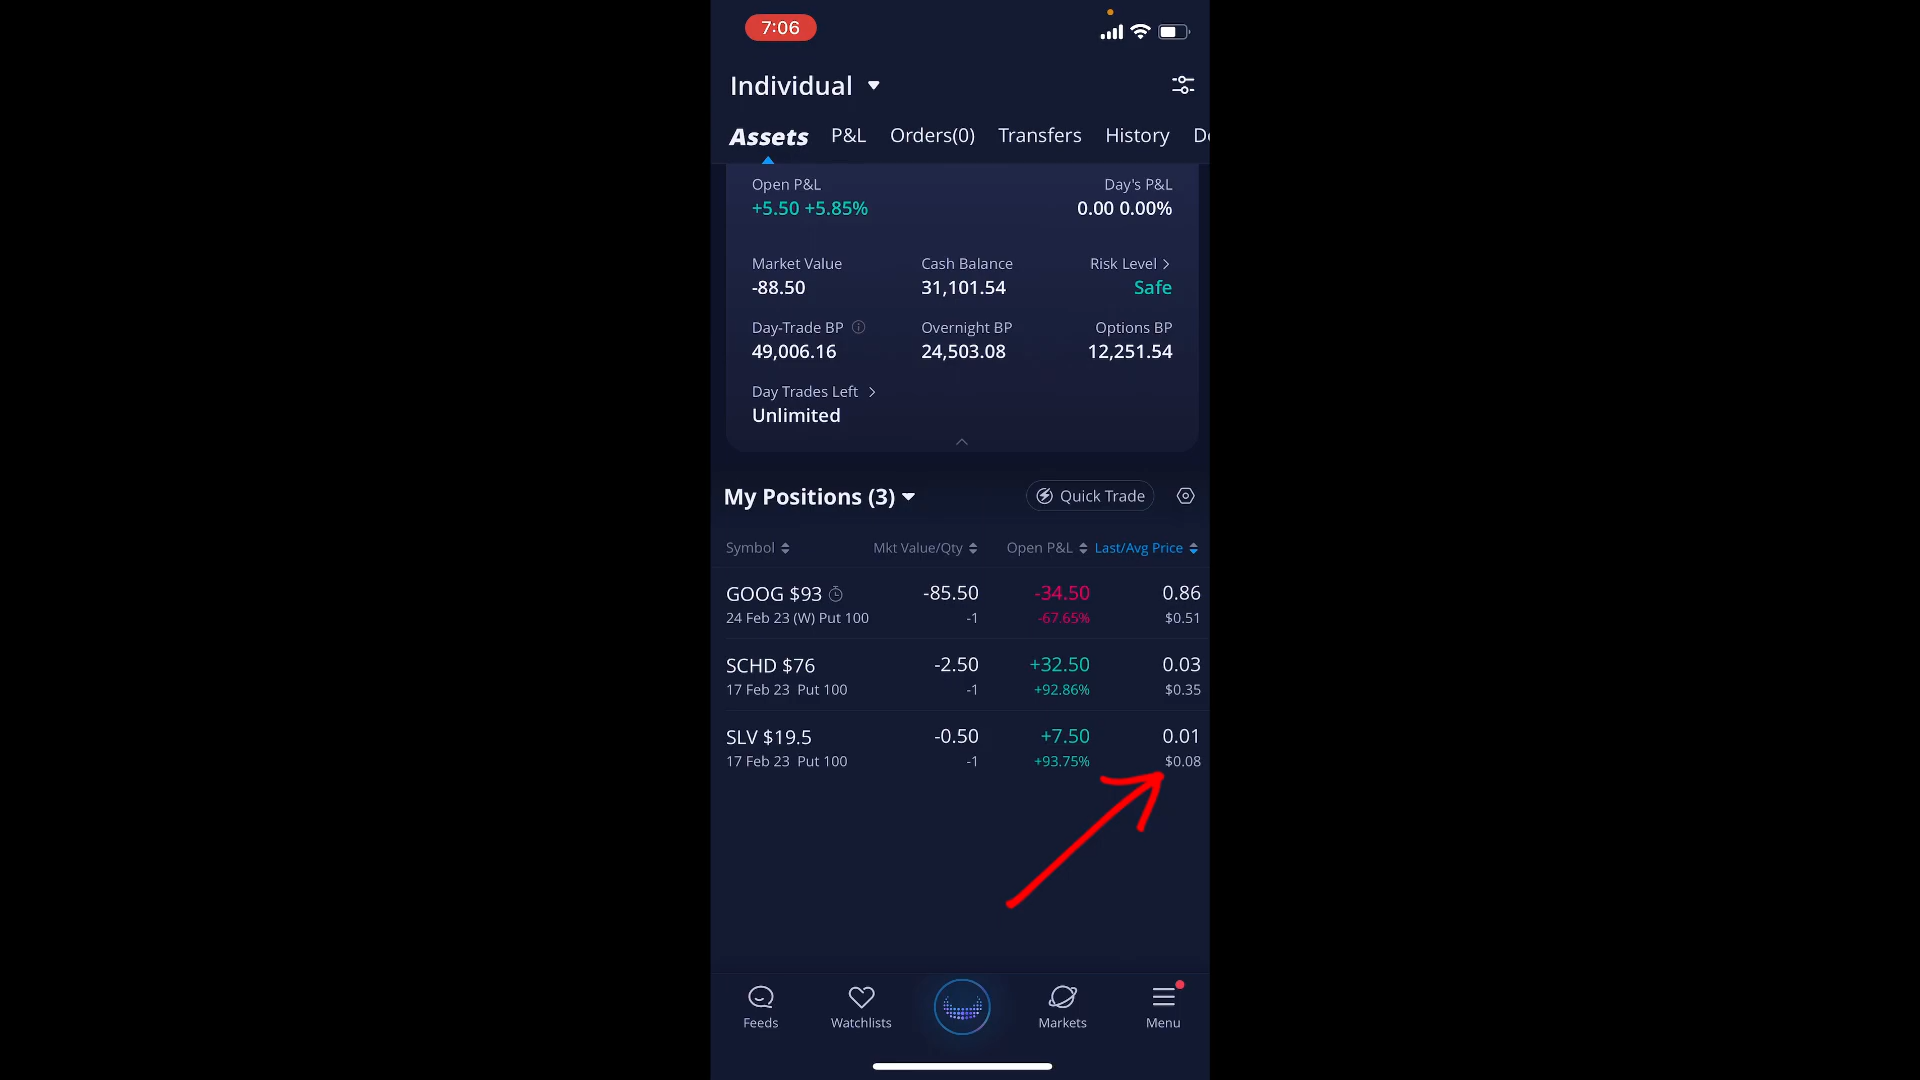 7:06
Individual
Assets P&L Orders(0) Transfers History
Open P&L Day's P&L
+5.50 +5.85% 0.00 0.00%
Market Value Cash Balance Risk Level
-88.50 31,101.54 Safe
Day-Trade BP Overnight BP Options BP
49,006.16 24,503.08 12,251.54
Day Trades Left
Unlimited
My Positions (3) Quick Trade
Symbol Mkt Value/Qty Open P&L Last/Avg Price
GOOG $93 -85.50 -34.50 0.86
24 Feb 23 (W) Put 100 -1 -67.65% $0.51
SCHD $76 -2.50 +32.50 0.03
17 Feb 23 Put 100 -1 +92.86% $0.35
SLV $19.5 -0.50 +7.50 0.01
17 Feb 23 Put 100 -1 +93.75% $0.08
Feeds Watchlists Markets Menu